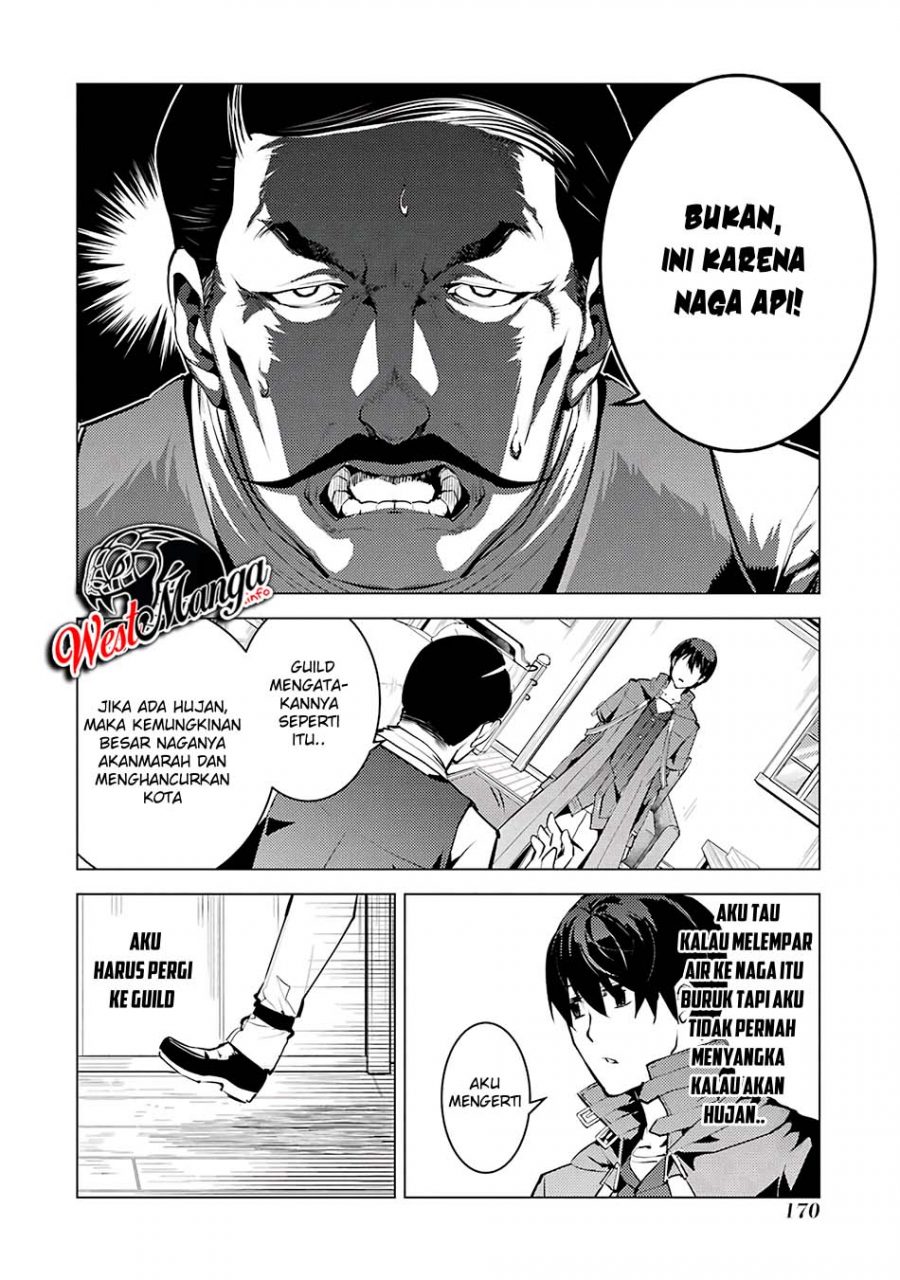 BUKAN,
INI KARENA
NAGA API!
WestManga
.info
GUILD
MENGATA-
KANNYA
SEPERTI
ITU..
JIKA ADA HUJAN,
MAKA KEMUNGKINAN
BESAR NAGANYA
AKANMARAH DAN
MENGHANCURKAN
KOTA
AKU TAU
KALAU MELEMPAR
AIR KE NAGA ITU
BURUK TAPI AKU
TIDAK PERNAH
MENYANGKA
KALAU AKAN
HUJAN..
AKU
MENGERTI
AKU
HARUS PERGI
KE GUILD
170